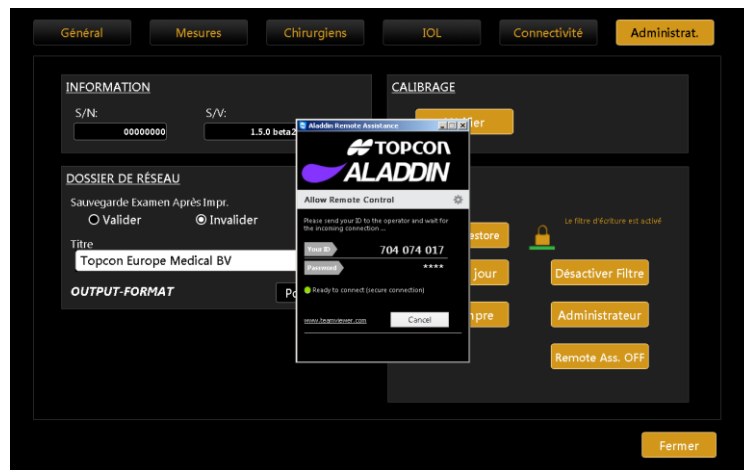 Général Mesures Chirurgiens IOL Connectivité Administrat.
INFORMATION
S/N: S/V:
00000000 1.5.0 beta2
CALIBRAGE
DOSSIER DE RÉSEAU
Sauvegarde Examen Après Impr.
Valider Invalider
Titre
Topcon Europe Medical BV
OUTPUT-FORMAT
Aladdin Remote Assistance
TOPCON
ALADDIN
Allow Remote Control
Please send your ID to the operator and wait for
the incoming connection ...
Your ID 704 074 017
Password ****
Ready to connect (secure connection)
www.teamviewer.com Cancel
estore
Le filtre d'écriture est activé
jour Désactiver Filtre
mpre Administrateur
Remote Ass. OFF
Fermer